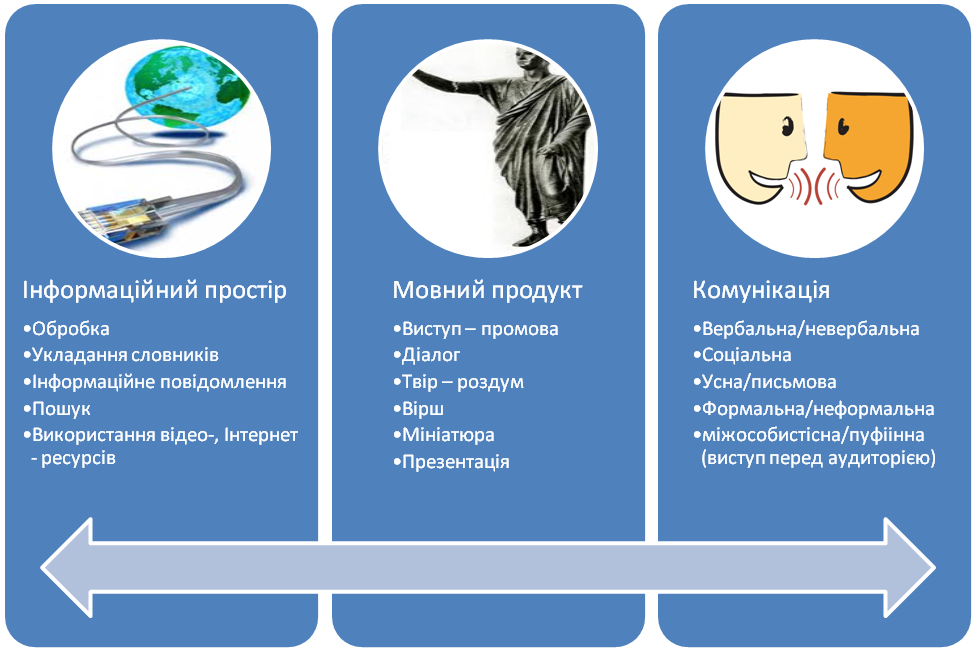 Інформаційний простір
•Обробка
•Укладання словників
•Інформаційне повідомлення
•Пошук
•Використання відео-, Інтернет
- ресурсів
Мовний продукт
•Виступ – промова
•Діалог
•Твір – роздум
•Вірш
•Мініатюра
•Презентація
Комунікація
•Вербальна/невербальна
•Соціальна
•Усна/письмова
•Формальна/неформальна
•міжособистісна/пуфіінна
(виступ перед аудиторією)